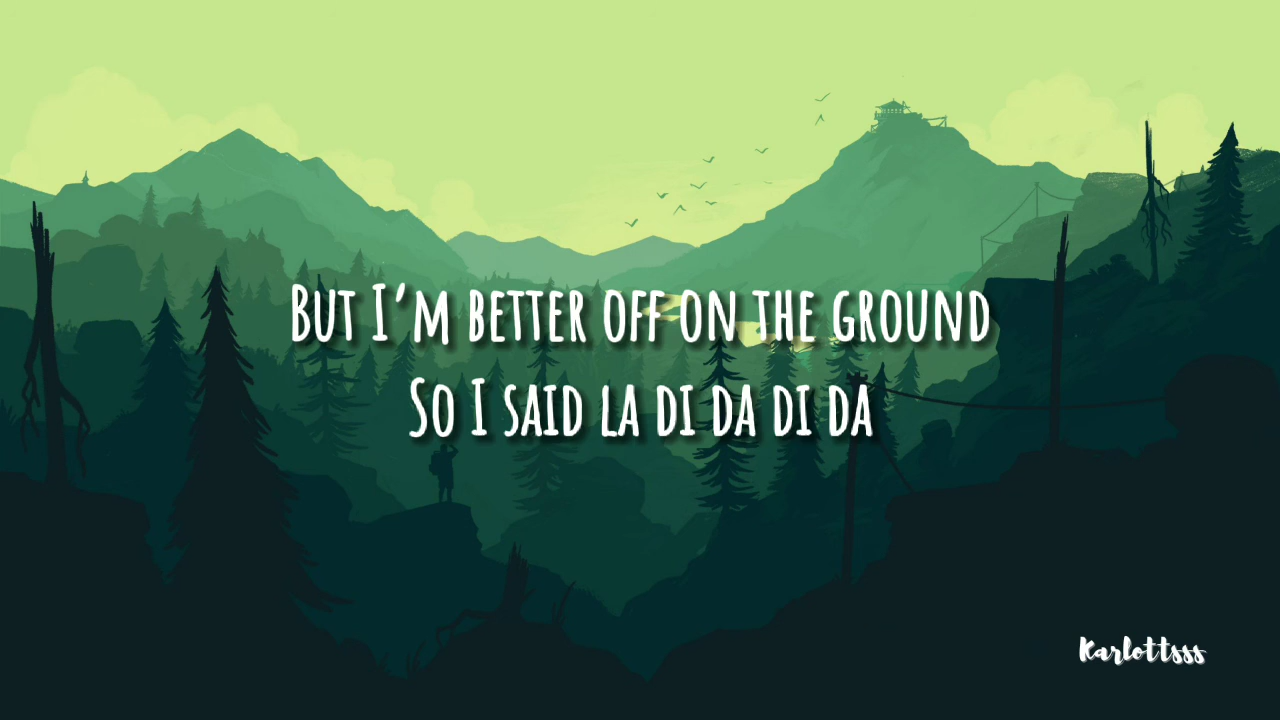 But I'm better off on the ground
So I said la di da di da
Karlottsss